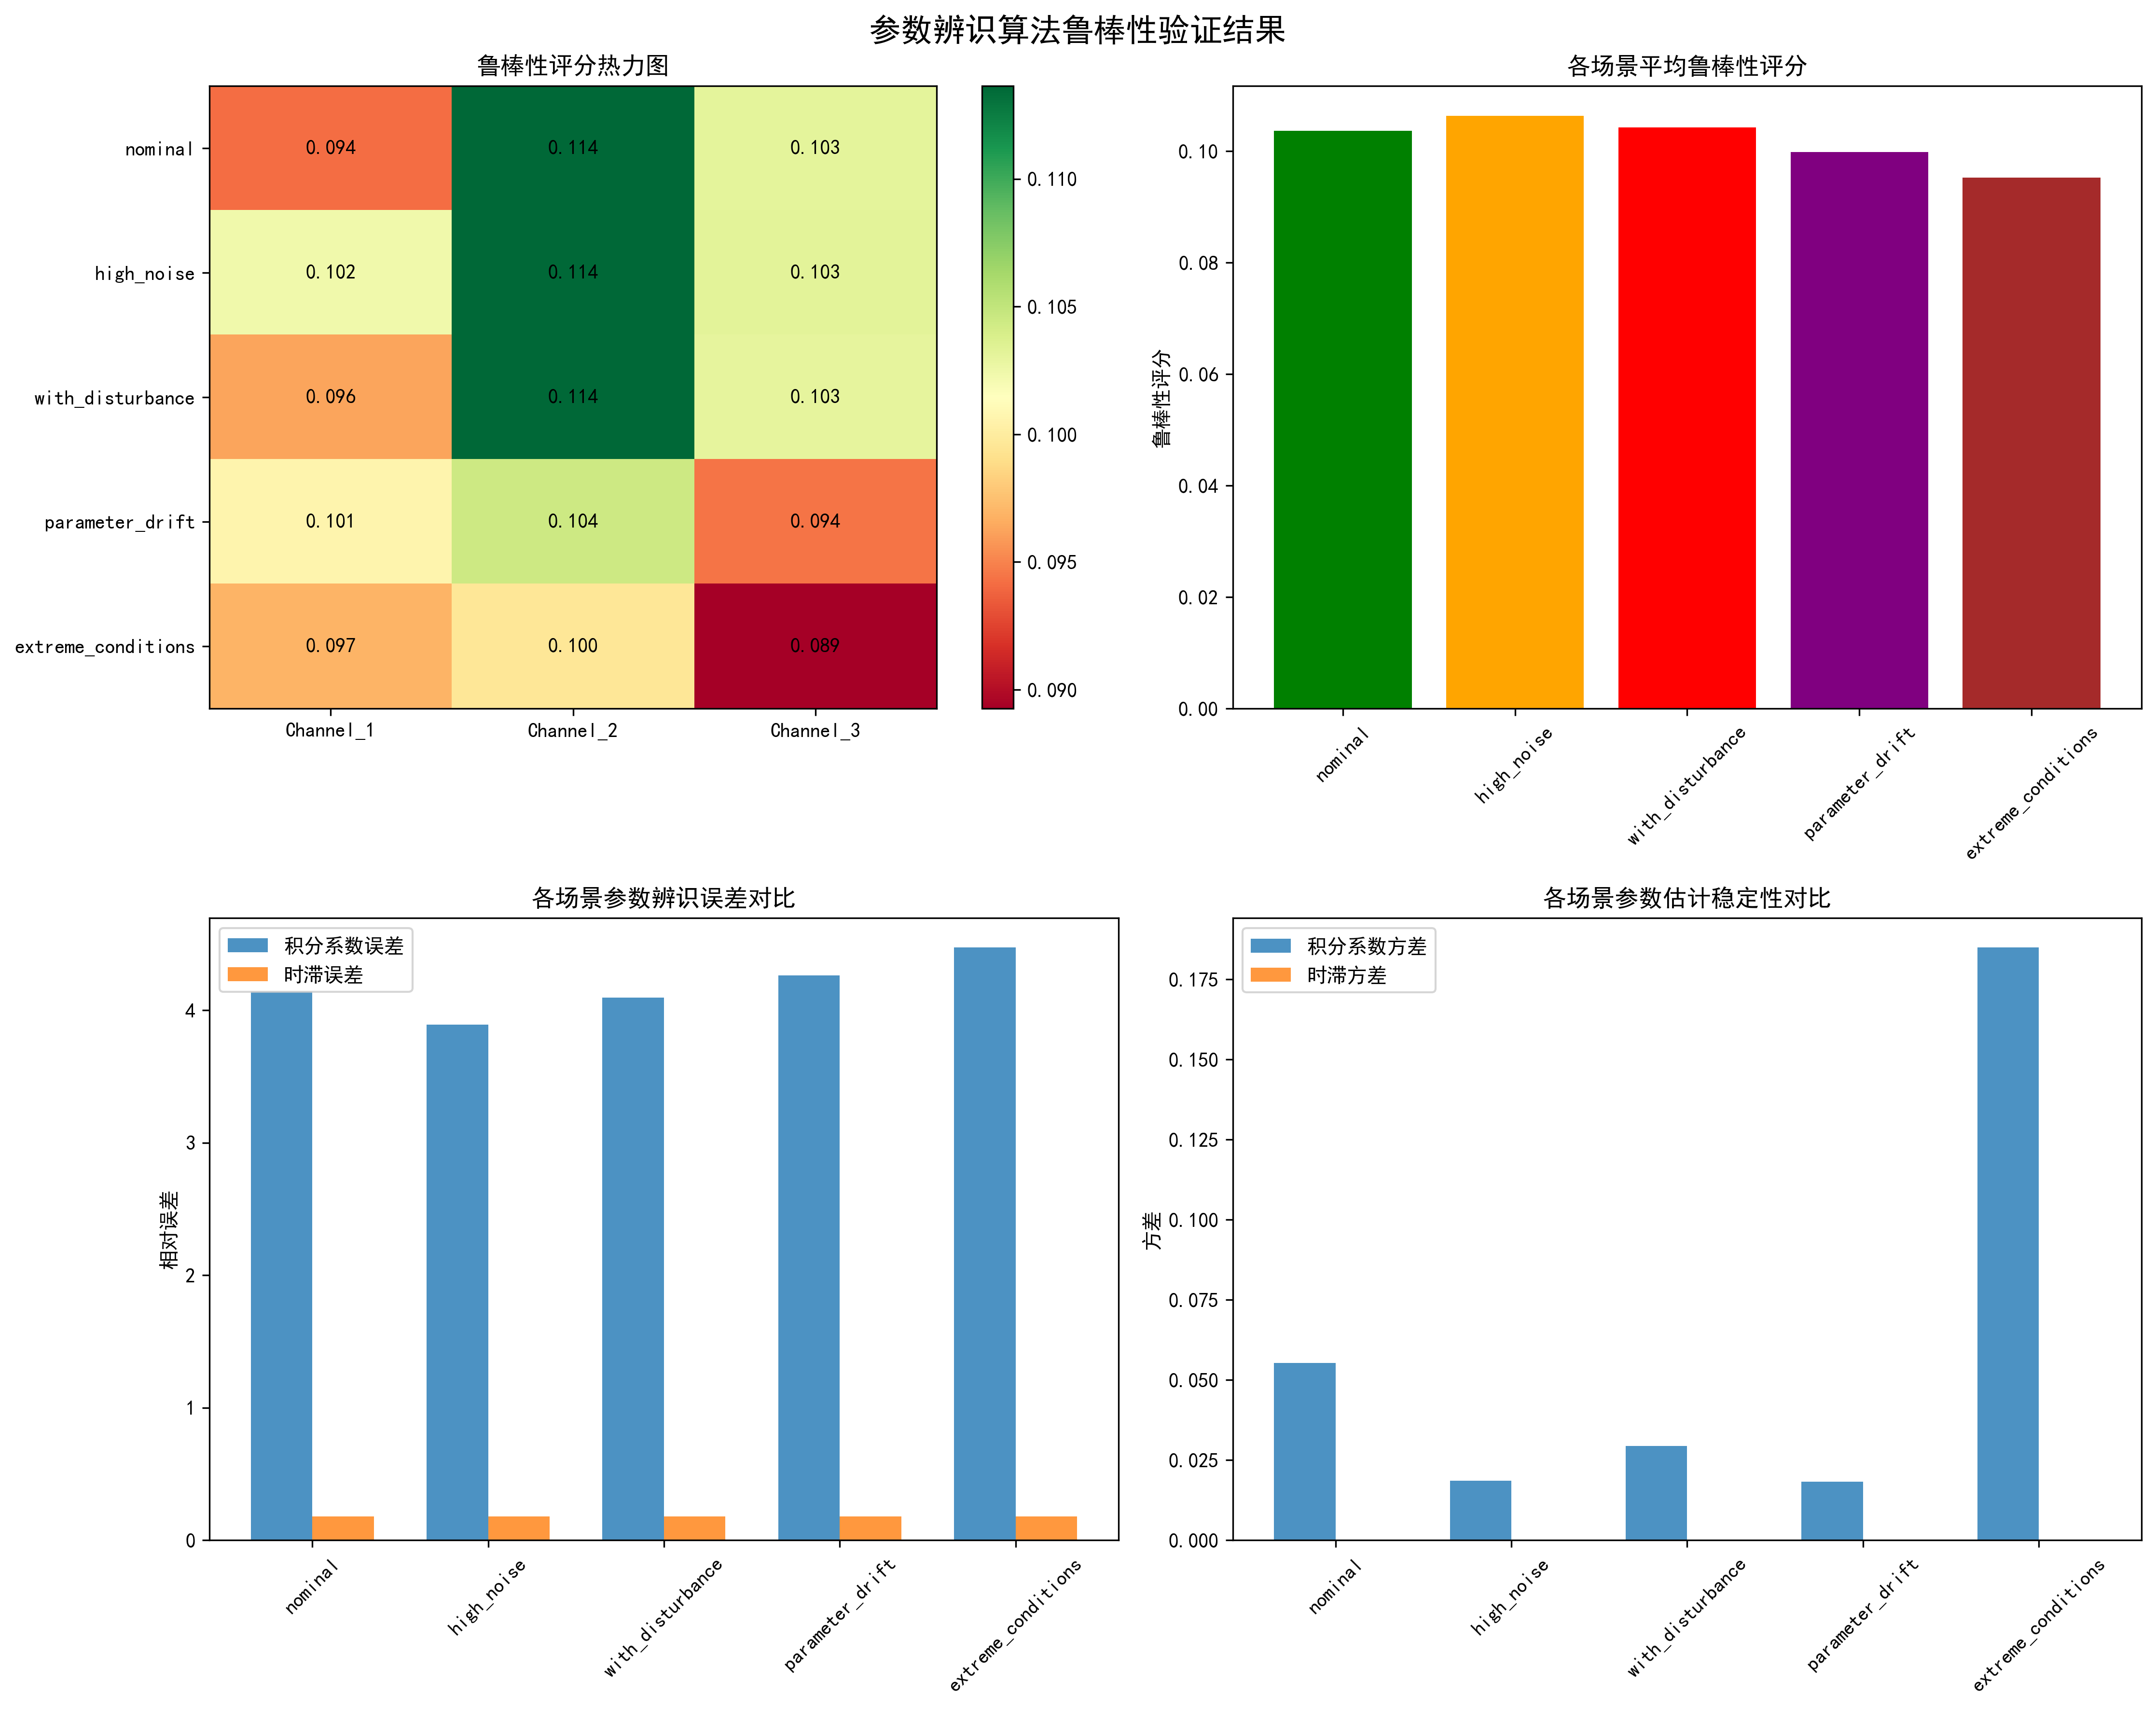 参数辨识算法鲁棒性验证结果
鲁棒性评分热力图
nominal 0.094 0.114 0.103
high_noise 0.102 0.114 0.103
with_disturbance 0.096 0.114 0.103
parameter_drift 0.101 0.104 0.094
extreme_conditions 0.097 0.100 0.089
Channel_1 Channel_2 Channel_3
0.110
0.105
0.100
0.095
0.090
各场景平均鲁棒性评分
鲁棒性评分
0.10
0.08
0.06
0.04
0.02
0.00
nominal
high_noise
with_disturbance
parameter_drift
extreme_conditions
各场景参数辨识误差对比
积分系数误差
时滞误差
相对误差
4
3
2
1
0
nominal
high_noise
with_disturbance
parameter_drift
extreme_conditions
各场景参数估计稳定性对比
积分系数方差
时滞方差
方差
0.175
0.150
0.125
0.100
0.075
0.050
0.025
0.000
nominal
high_noise
with_disturbance
parameter_drift
extreme_conditions